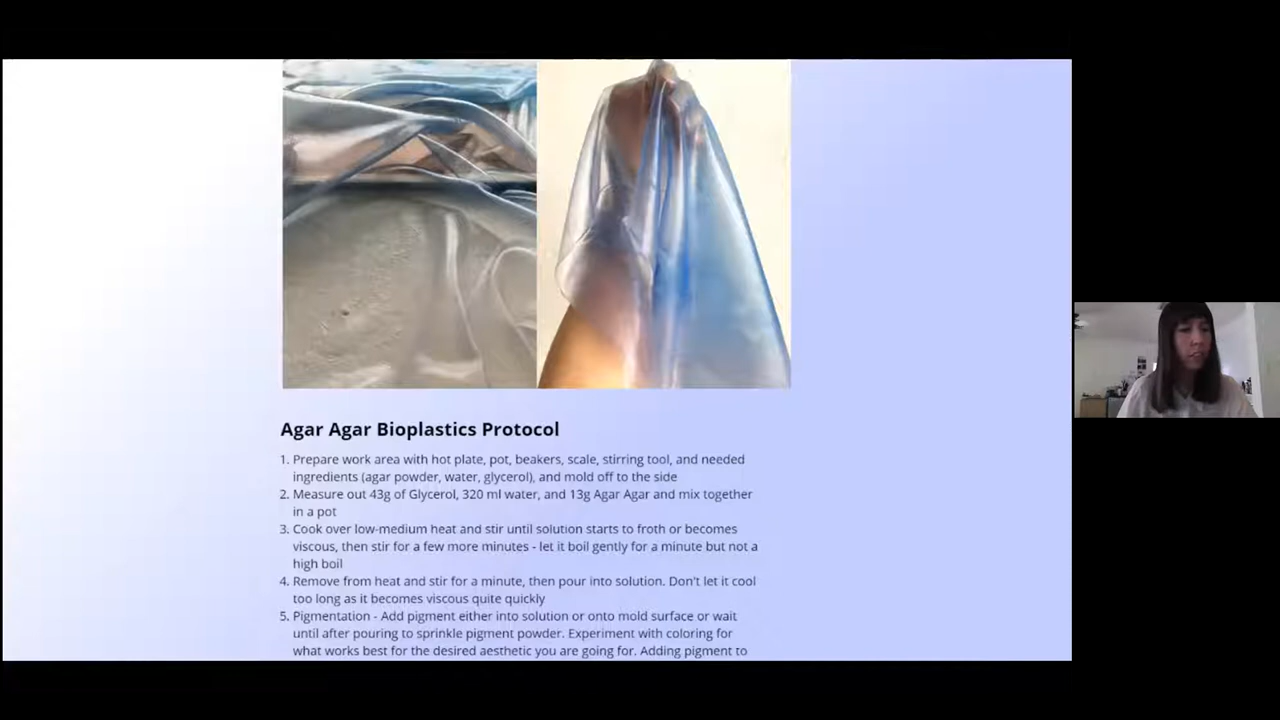 Agar Agar Bioplastics Protocol
1. Prepare work area with hot plate, pot, beakers, scale, stirring tool, and needed
ingredients (agar powder, water, glycerol), and mold off to the side
2. Measure out 43g of Glycerol, 320 ml water, and 13g Agar Agar and mix together
in a pot
3. Cook over low-medium heat and stir until solution starts to froth or becomes
viscous, then stir for a few more minutes - let it boil gently for a minute but not a
high boil
4. Remove from heat and stir for a minute, then pour into solution. Don't let it cool
too long as it becomes viscous quite quickly
5. Pigmentation - Add pigment either into solution or onto mold surface or wait
until after pouring to sprinkle pigment powder. Experiment with coloring for
what works best for the desired aesthetic you are going for. Adding pigment to